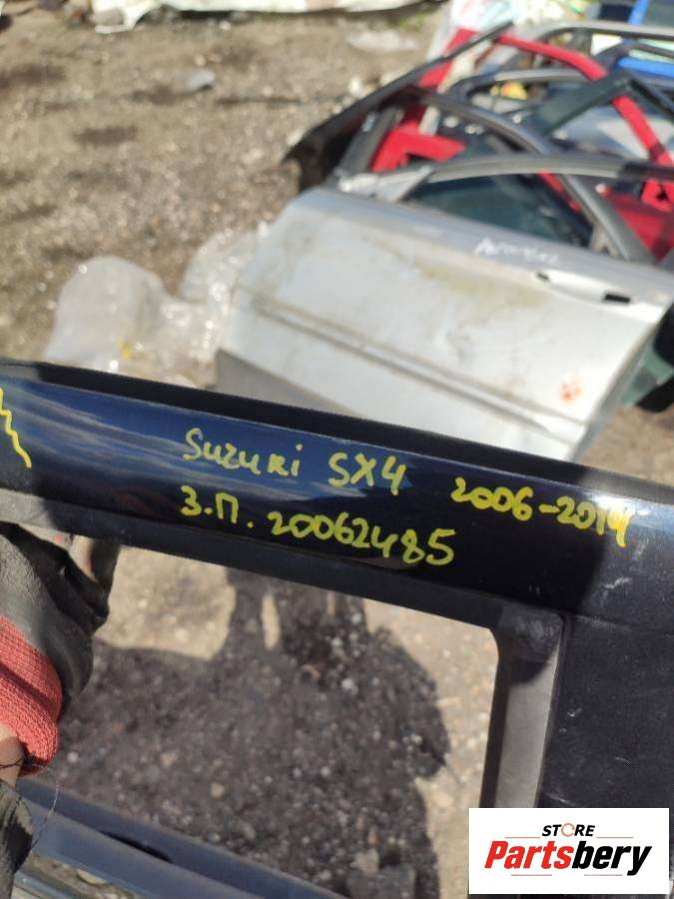 Suzuki SX4 2006-2014
З.П. 20062485
STORE
Partsbery